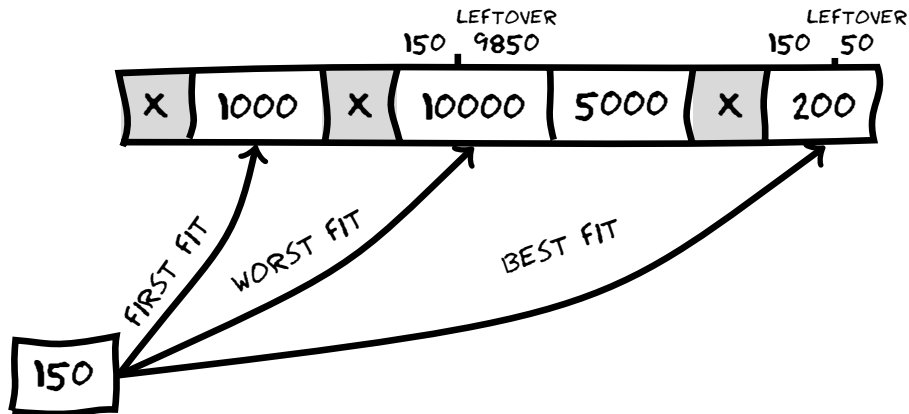 LEFTOVER LEFTOVER
150 9850 150 50
X 1000 X 10000 5000 X 200
FIRST FIT
WORST FIT
BEST FIT
150